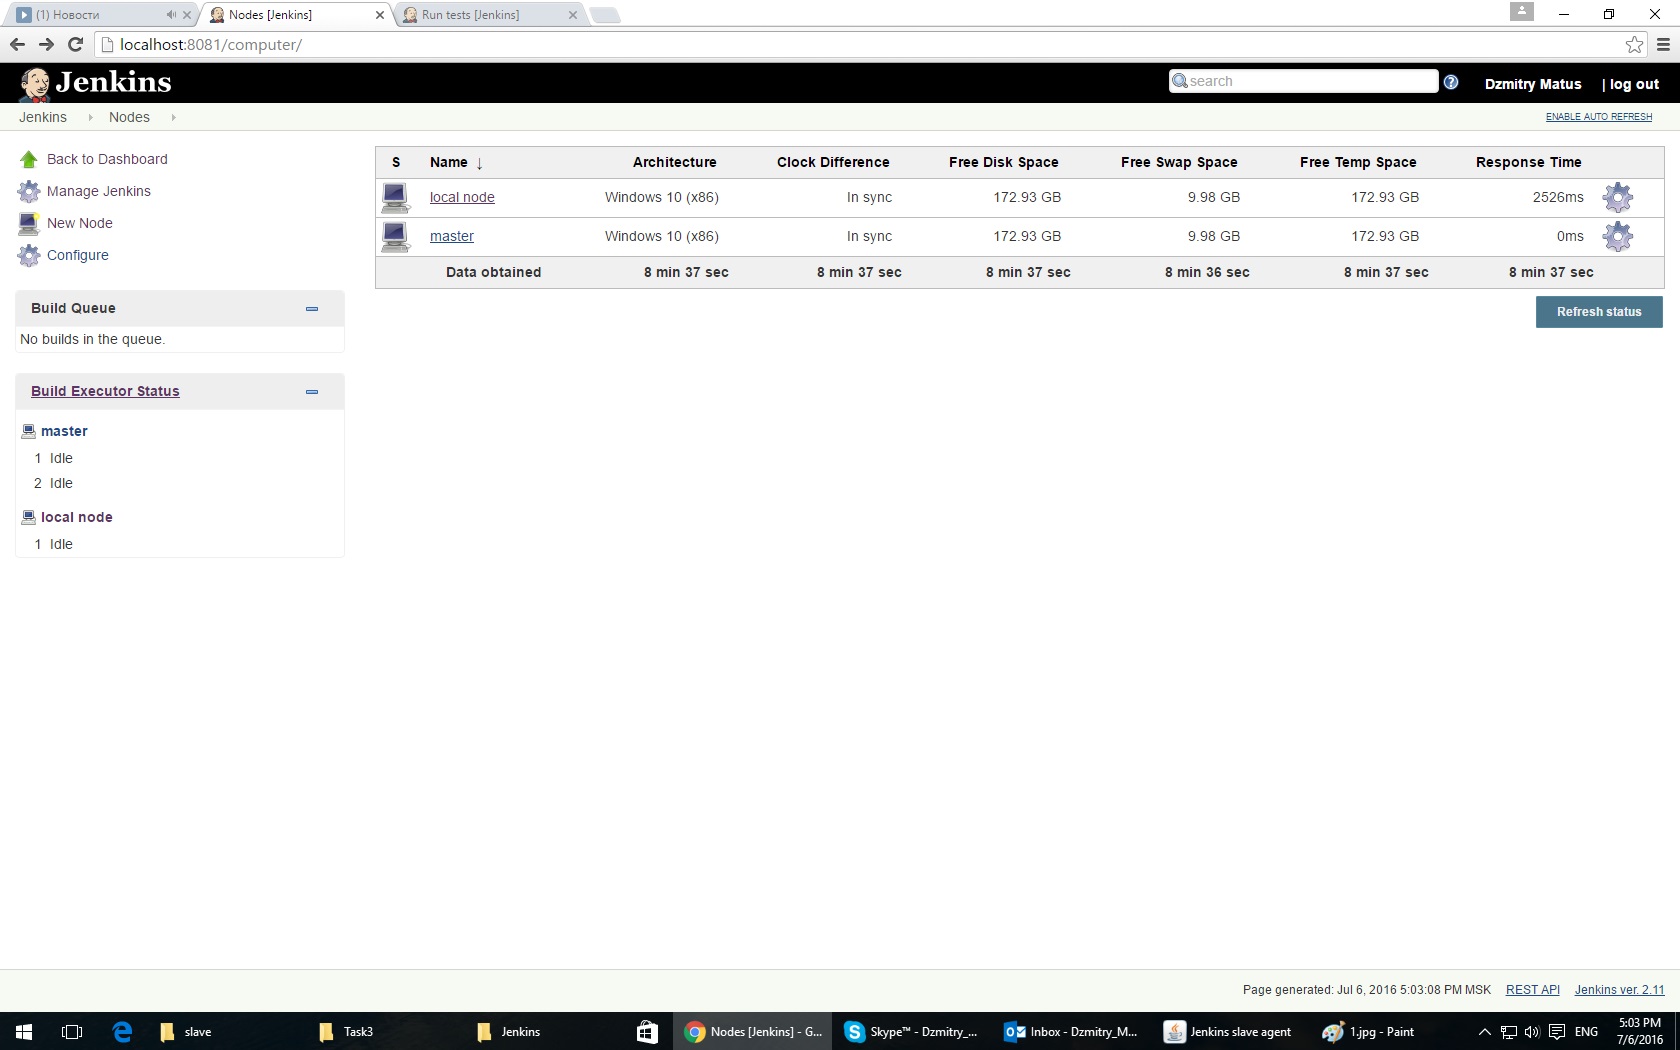 (1) Новости
Nodes [Jenkins]
Run tests [Jenkins]
localhost:8081/computer/
Jenkins
search
Dzmitry Matus
| log out
Jenkins Nodes
ENABLE AUTO REFRESH
Back to Dashboard
Manage Jenkins
New Node
Configure
Build Queue
No builds in the queue.
Build Executor Status
master
1 Idle
2 Idle
local node
1 Idle
S Name ↓ Architecture Clock Difference Free Disk Space Free Swap Space Free Temp Space Response Time
local node Windows 10 (x86) In sync 172.93 GB 9.98 GB 172.93 GB 2526ms
master Windows 10 (x86) In sync 172.93 GB 9.98 GB 172.93 GB 0ms
Data obtained 8 min 37 sec 8 min 37 sec 8 min 37 sec 8 min 36 sec 8 min 37 sec 8 min 37 sec
Refresh status
Page generated: Jul 6, 2016 5:03:08 PM MSK REST API Jenkins ver. 2.11
slave
Task3
Jenkins
Nodes [Jenkins] - G...
Skype™ - Dzmitry_...
Inbox - Dzmitry_M...
Jenkins slave agent
1.jpg - Paint
ENG
5:03 PM
7/6/2016